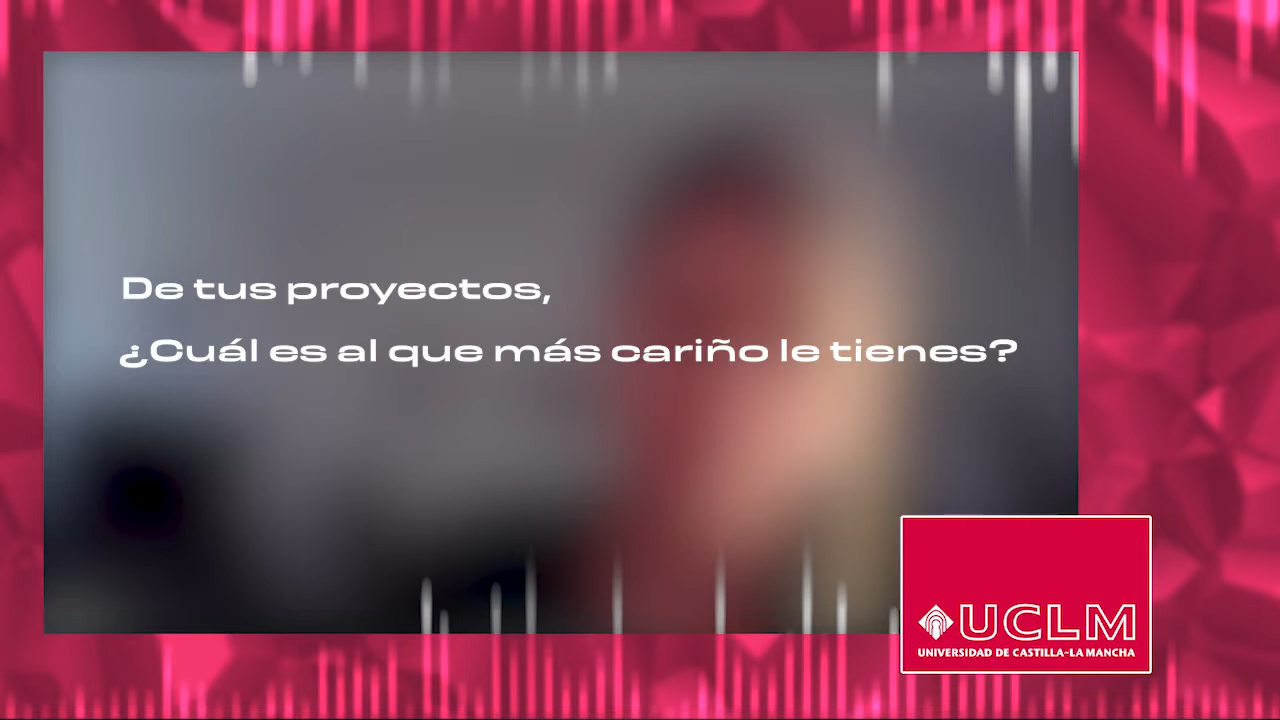 De tus proyectos,
¿Cuál es al que más cariño le tienes?
UCLM
UNIVERSIDAD DE CASTILLA~LA MANCHA